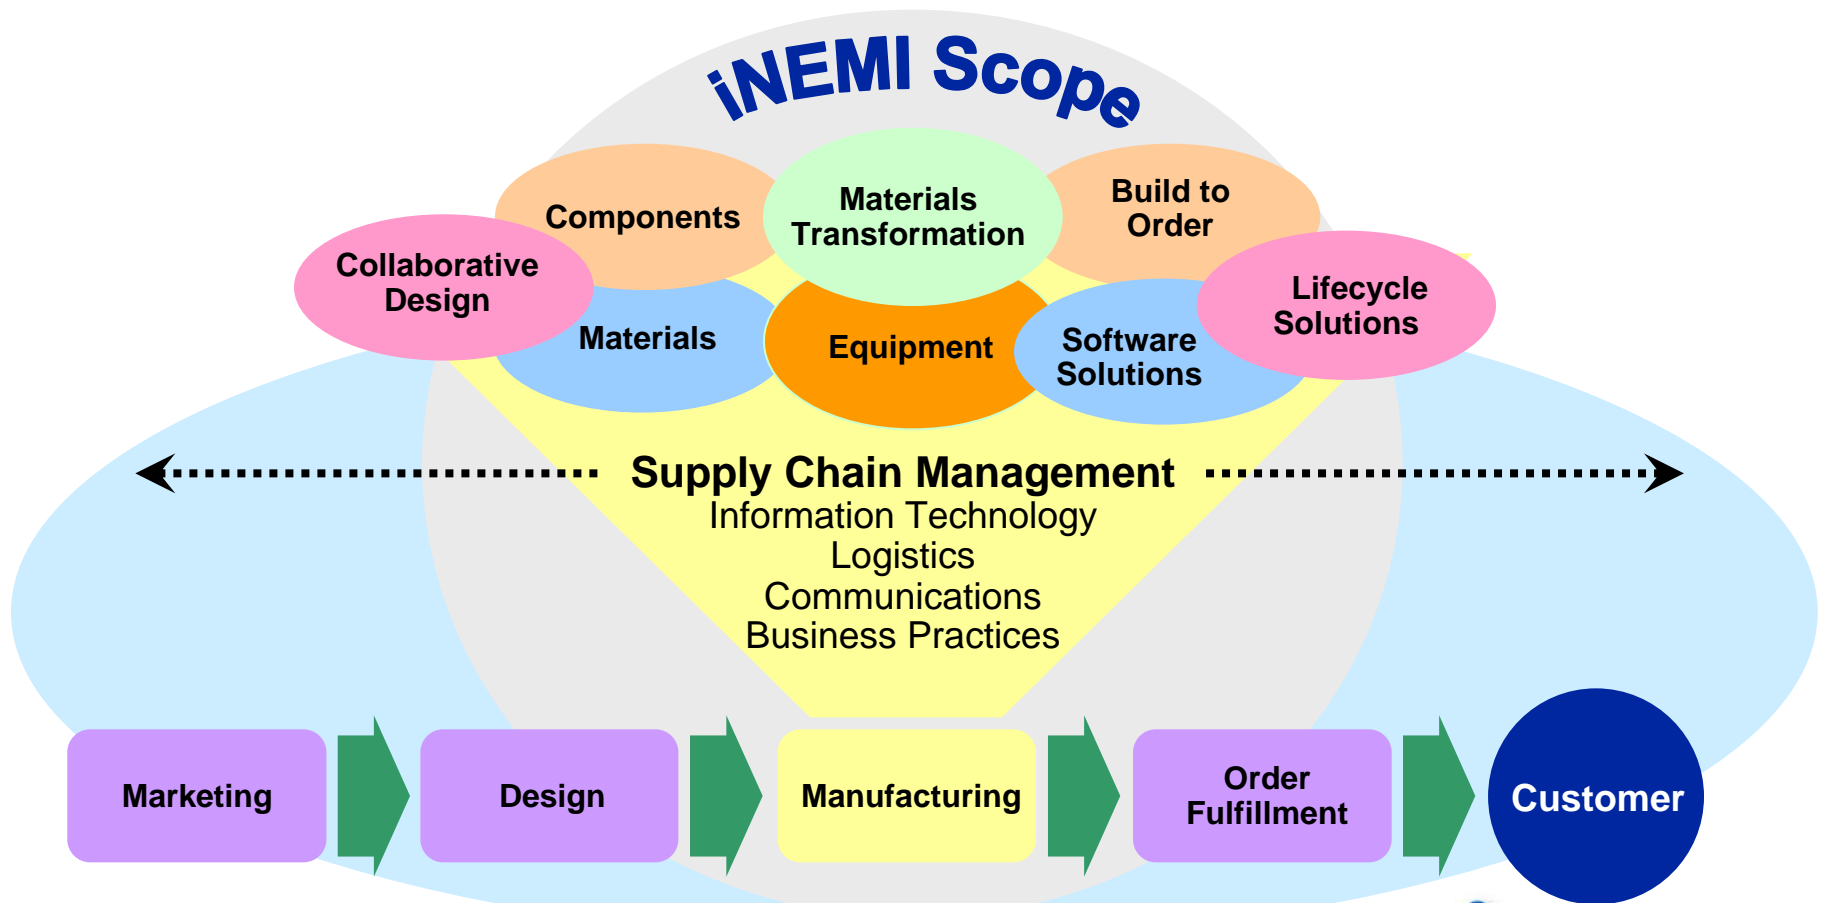 iNEMI Scope
Components
Materials
Transformation
Build to
Order
Collaborative
Design
Lifecycle
Solutions
Materials
Equipment
Software
Solutions
Supply Chain Management
Information Technology
Logistics
Communications
Business Practices
Marketing
Design
Manufacturing
Order
Fulfillment
Customer